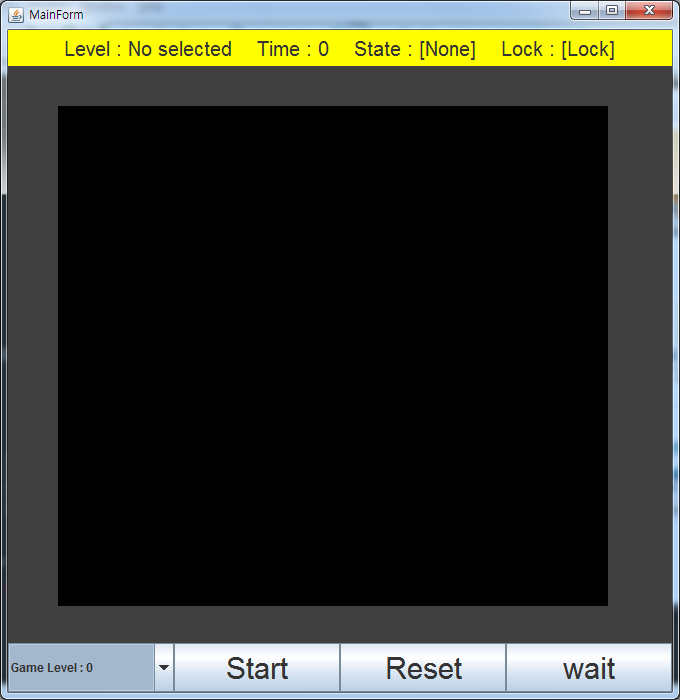 MainForm
Level : No selected Time : 0 State : [None] Lock : [Lock]
Game Level : 0 Start Reset wait